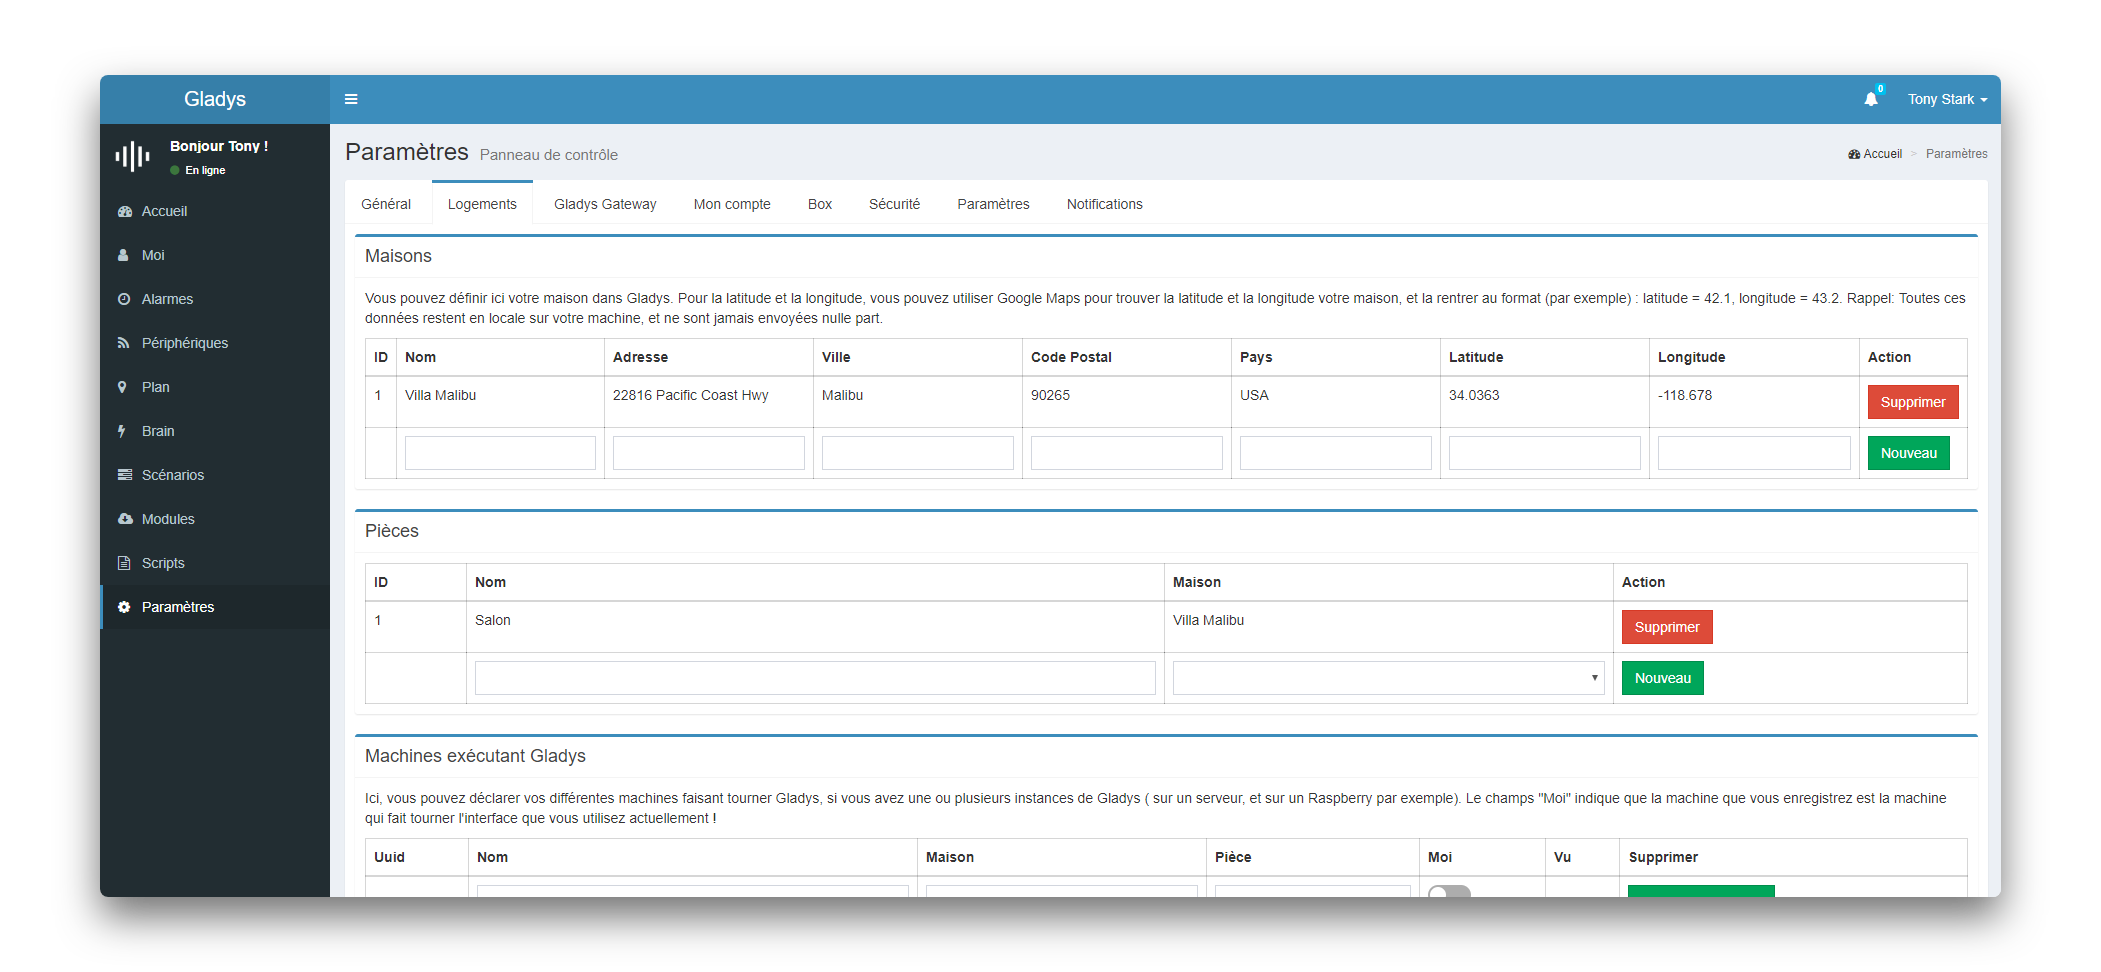 Gladys
0
Tony Stark
Bonjour Tony !
En ligne
Accueil
Moi
Alarmes
Périphériques
Plan
Brain
Scénarios
Modules
Scripts
Paramètres
Paramètres Panneau de contrôle
Accueil > Paramètres
Général Logements Gladys Gateway Mon compte Box Sécurité Paramètres Notifications
Maisons
Vous pouvez définir ici votre maison dans Gladys. Pour la latitude et la longitude, vous pouvez utiliser Google Maps pour trouver la latitude et la longitude votre maison, et la rentrer au format (par exemple) : latitude = 42.1, longitude = 43.2. Rappel: Toutes ces
données restent en locale sur votre machine, et ne sont jamais envoyées nulle part.
ID Nom Adresse Ville Code Postal Pays Latitude Longitude Action
1 Villa Malibu 22816 Pacific Coast Hwy Malibu 90265 USA 34.0363 -118.678 Supprimer
Nouveau
Pièces
ID Nom Maison Action
1 Salon Villa Malibu Supprimer
Nouveau
Machines exécutant Gladys
Ici, vous pouvez déclarer vos différentes machines faisant tourner Gladys, si vous avez une ou plusieurs instances de Gladys ( sur un serveur, et sur un Raspberry par exemple). Le champs "Moi" indique que la machine que vous enregistrez est la machine
qui fait tourner l'interface que vous utilisez actuellement !
Uuid Nom Maison Pièce Moi Vu Supprimer